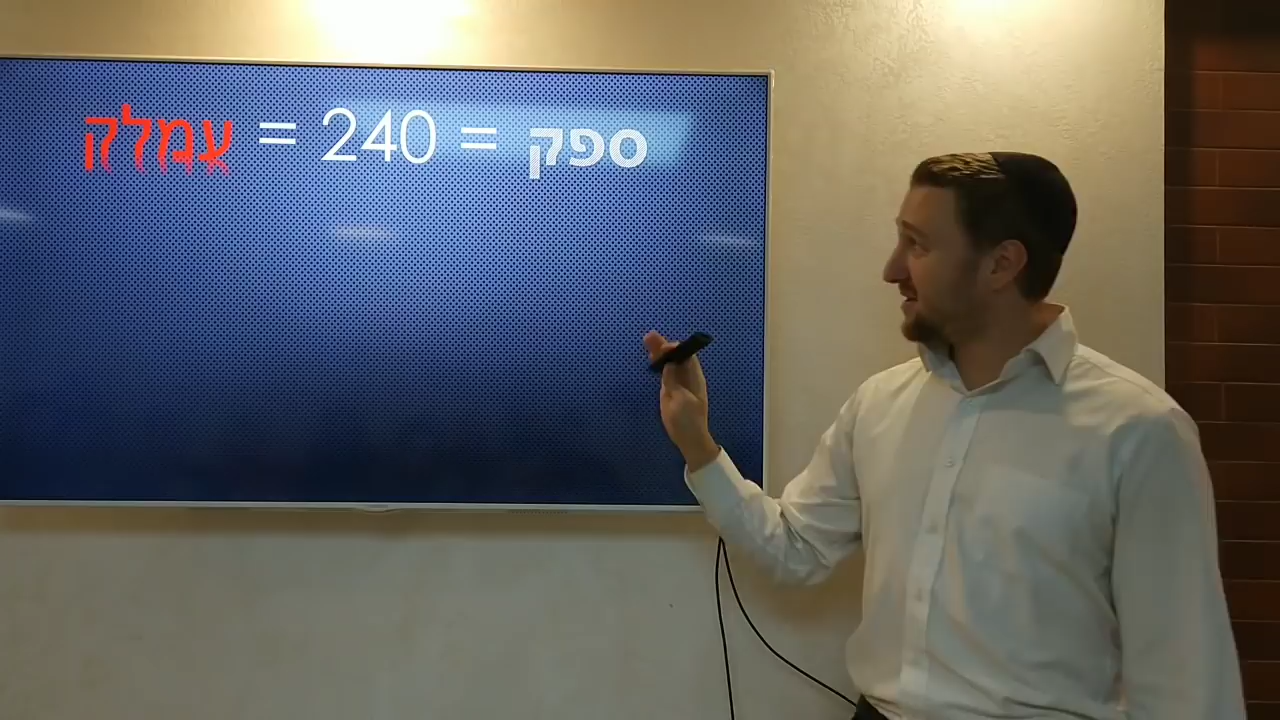 עמלק = 240 = ספק